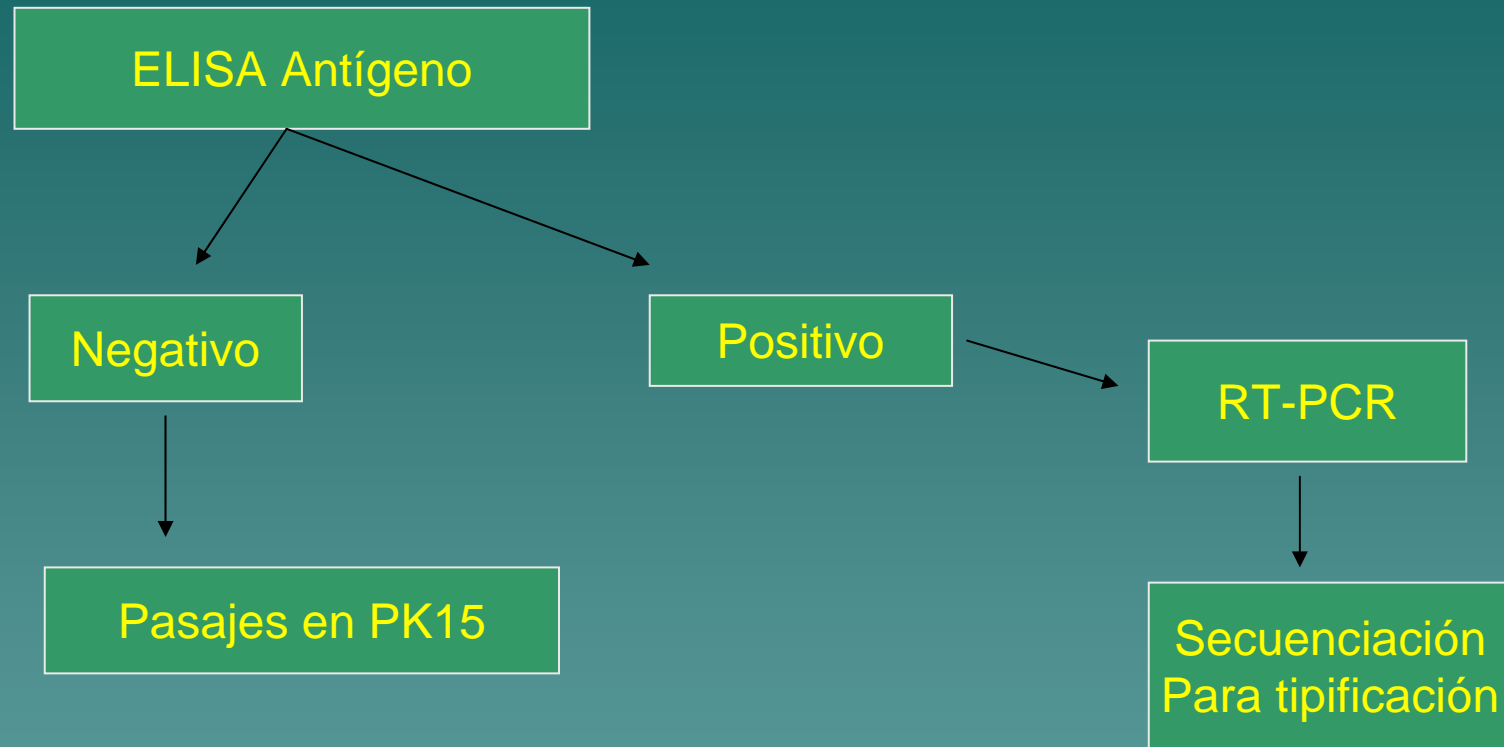 ELISA Antígeno
Negativo
Positivo
RT-PCR
Pasajes en PK15
Secuenciación
Para tipificación